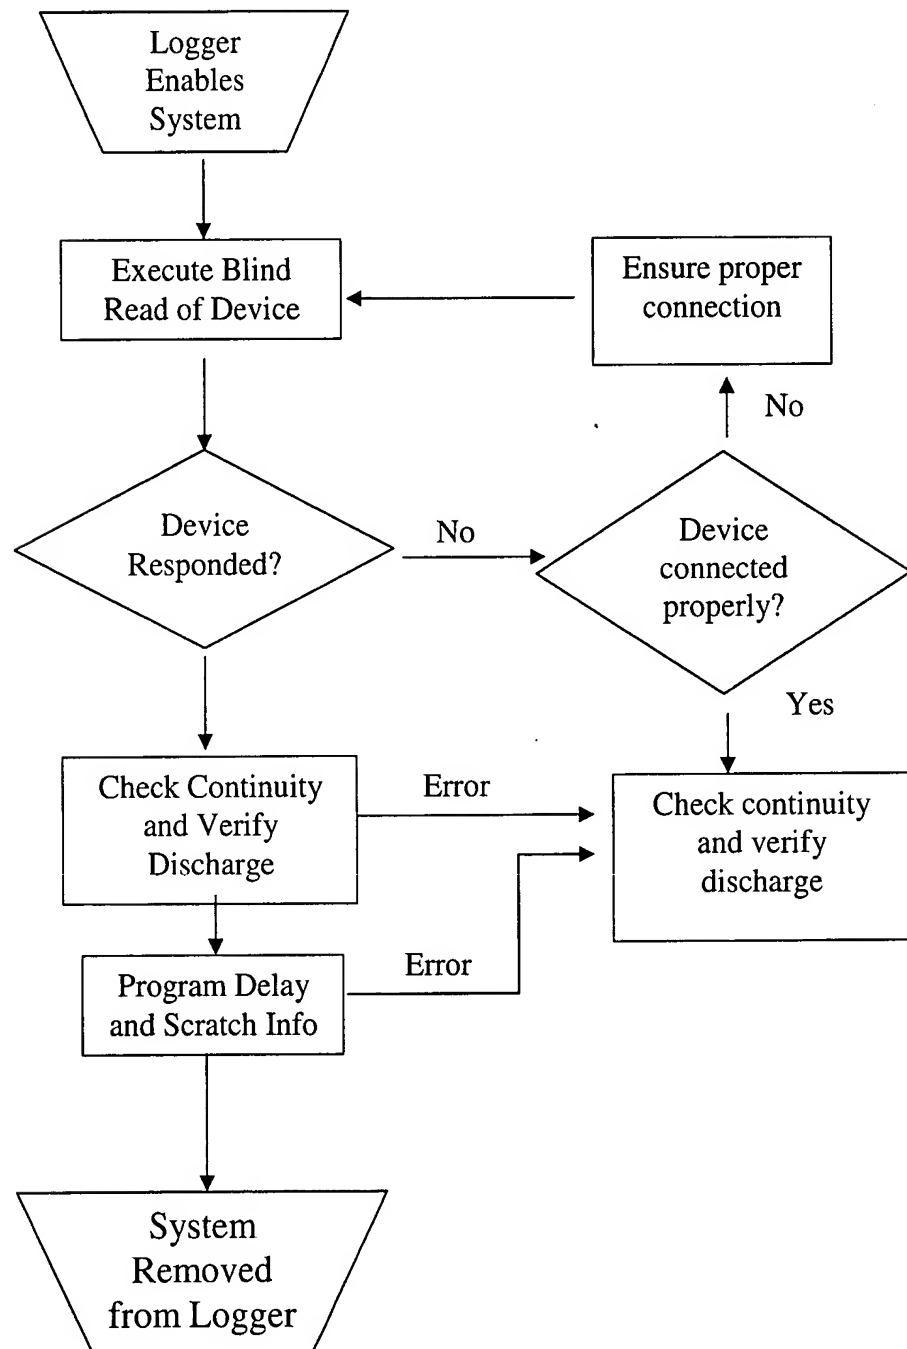 Logger
Enables
System
Execute Blind
Read of Device
Ensure proper
connection
No
Device
Responded?
No
Device
connected
properly?
Yes
Check Continuity
and Verify
Discharge
Error
Check continuity
and verify
discharge
Program Delay
and Scratch Info
Error
System
Removed
from Logger